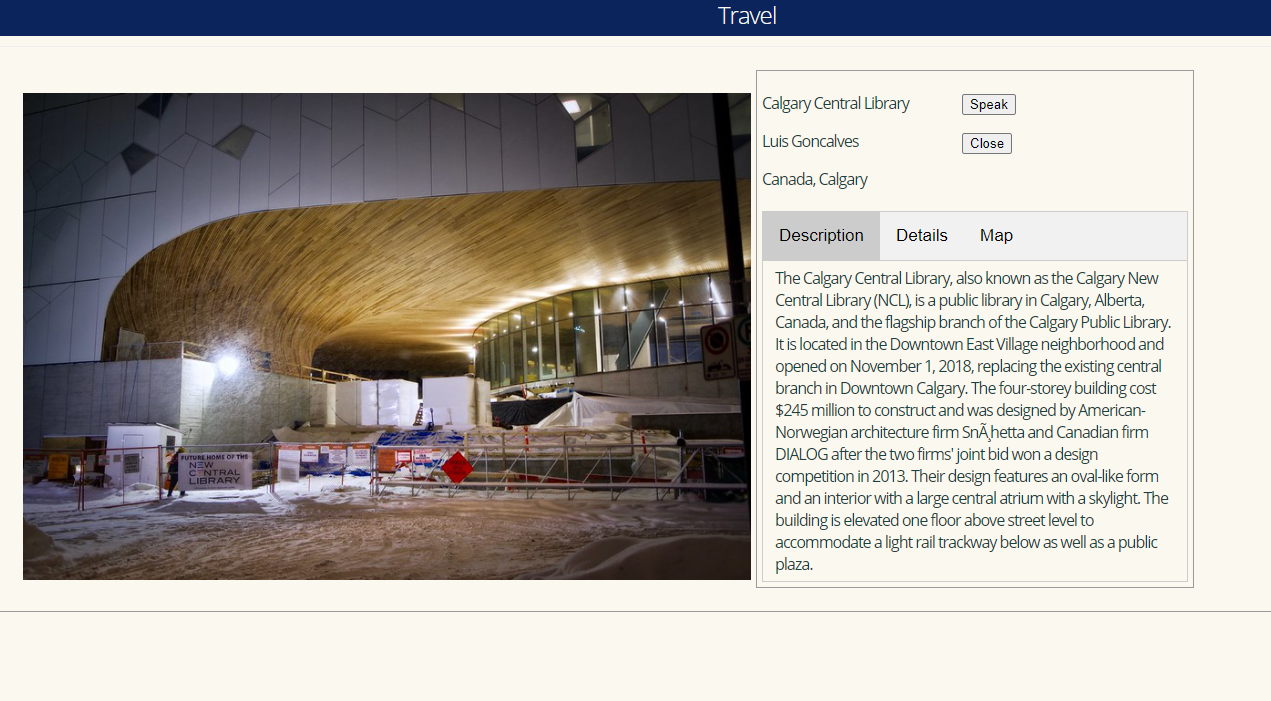 Travel
Calgary Central Library
Speak
Luis Goncalves
Close
Canada, Calgary
Description
Details
Map
The Calgary Central Library, also known as the Calgary New
Central Library (NCL), is a public library in Calgary, Alberta,
Canada, and the flagship branch of the Calgary Public Library.
It is located in the Downtown East Village neighborhood and
opened on November 1, 2018, replacing the existing central
branch in Downtown Calgary. The four-storey building cost
$245 million to construct and was designed by American-
Norwegian architecture firm SnÃ¸hetta and Canadian firm
DIALOG after the two firms' joint bid won a design
competition in 2013. Their design features an oval-like form
and an interior with a large central atrium with a skylight. The
building is elevated one floor above street level to
accommodate a light rail trackway below as well as a public
plaza.
FUTURE HOME OF THE
NEW
CENTRAL
LIBRARY